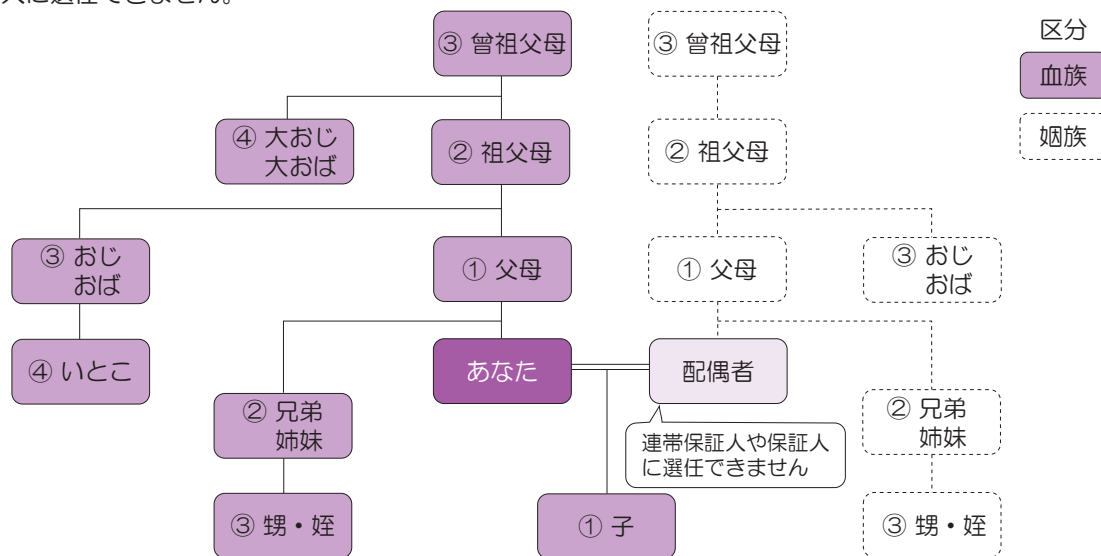 人に選任できません。
③ 曾祖父母
③ 曾祖父母
区分
血族
姻族
④ 大おじ
大おば
② 祖父母
② 祖父母
③ おじ
おば
① 父母
① 父母
③ おじ
おば
④ いとこ
あなた
配偶者
② 兄弟
姉妹
連帯保証人や保証人
に選任できません
② 兄弟
姉妹
③ 甥・姪
① 子
③ 甥・姪